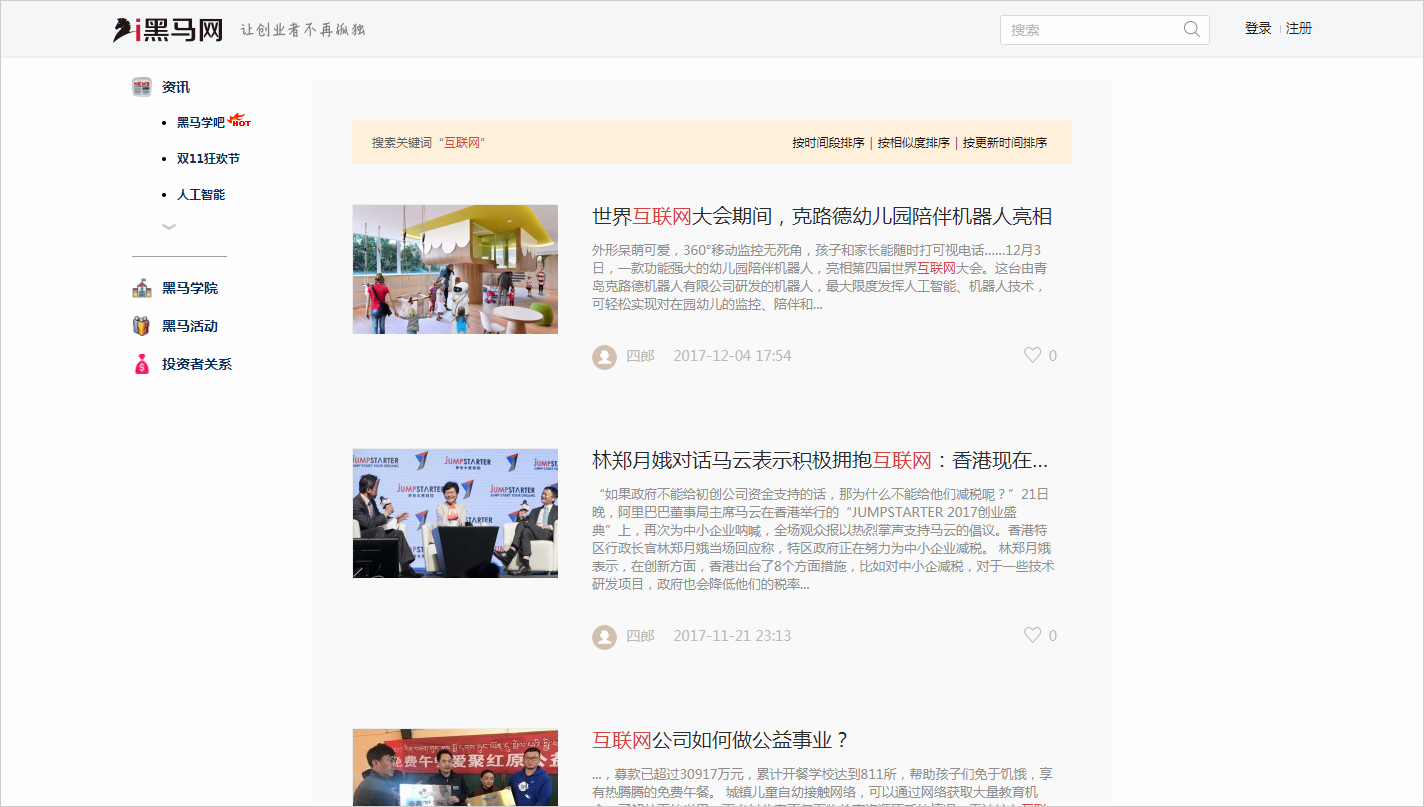 i黑马网 让创业者不再孤独 搜索 登录 注册
资讯
黑马学吧 HOT
双11狂欢节
人工智能
黑马学院
黑马活动
投资者关系
搜索关键词“互联网” 按时间段排序 | 按相似度排序 | 按更新时间排序
世界互联网大会期间，克路德幼儿园陪伴机器人亮相
外形呆萌可爱，360°移动监控无死角，孩子和家长能随时打可视电话……12月3
日，一款功能强大的幼儿园陪伴机器人，亮相第四届世界互联网大会。这台由青
岛克路德机器人有限公司研发的机器人，最大限度发挥人工智能、机器人技术，
可轻松实现对在园幼儿的监控、陪伴和...
四郎 2017-12-04 17:54 0
JUMPSTARTER
JUMPSTARTER
JUMPSTARTER
林郑月娥对话马云表示积极拥抱互联网：香港现在...
“如果政府不能给初创公司资金支持的话，那为什么不能给他们减税呢？”21日
晚，阿里巴巴董事局主席马云在香港举行的“JUMPSTARTER 2017创业盛
典”上，再次为中小企业呐喊，全场观众报以热烈掌声支持马云的倡议。香港特
区行政长官林郑月娥当场回应称，特区政府正在努力为中小企业减税。 林郑月娥
表示，在创新方面，香港出台了8个方面措施，比如对中小企减税，对于一些技术
研发项目，政府也会降低他们的税率...
四郎 2017-11-21 23:13 0
免费午 爱聚红原公益
互联网公司如何做公益事业？
...，募款已超过30917万元，累计开餐学校达到811所，帮助孩子们免于饥饿，享
有热腾腾的免费午餐。 城镇儿童自幼接触网络，可以通过网络获取大量教育机